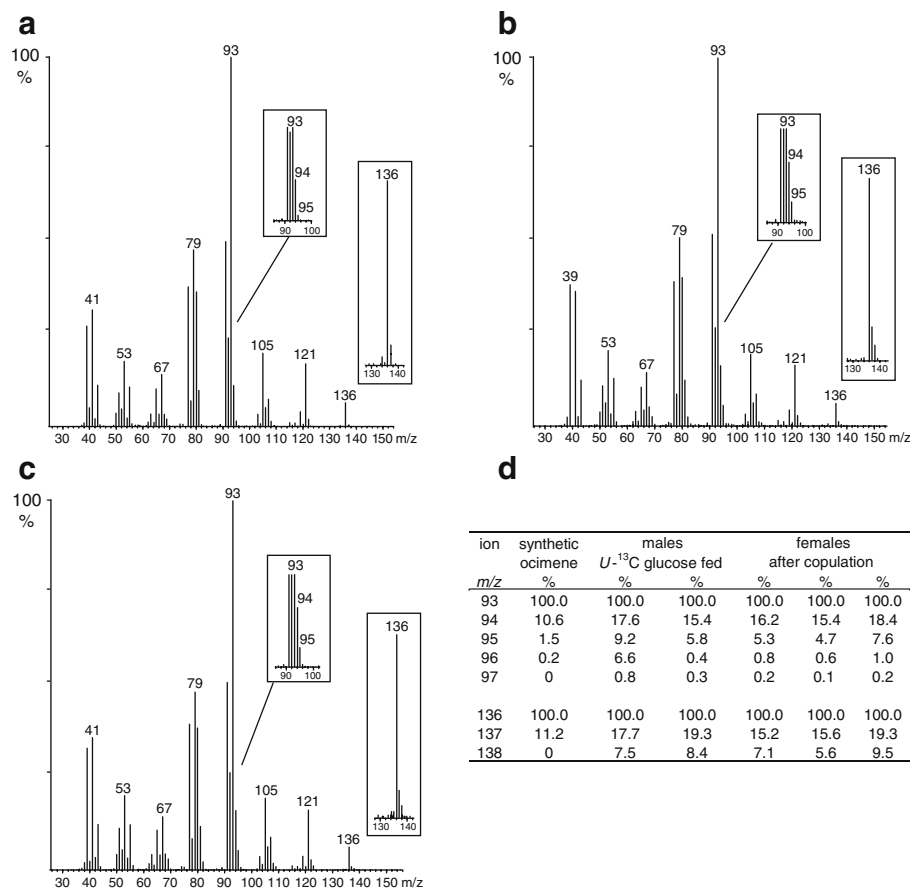 a
100
%
93
93
94
95
90 100
136
130 140
79
41
53
67
105
121
136
30 40 50 60 70 80 90 100 110 120 130 140 150 m/z
b
100
%
93
93
94
95
90 100
136
130 140
79
39
53
67
105
121
136
30 40 50 60 70 80 90 100 110 120 130 140 150 m/z
c
100
%
93
93
94
95
90 100
136
130 140
79
41
53
67
105
121
136
30 40 50 60 70 80 90 100 110 120 130 140 150 m/z
d
ion synthetic males females
ocimene U-¹³C glucose fed after copulation
m/z % % % % % %
93 100.0 100.0 100.0 100.0 100.0 100.0
94 10.6 17.6 15.4 16.2 15.4 18.4
95 1.5 9.2 5.8 5.3 4.7 7.6
96 0.2 6.6 0.4 0.8 0.6 1.0
97 0 0.8 0.3 0.2 0.1 0.2
136 100.0 100.0 100.0 100.0 100.0 100.0
137 11.2 17.7 19.3 15.2 15.6 19.3
138 0 7.5 8.4 7.1 5.6 9.5